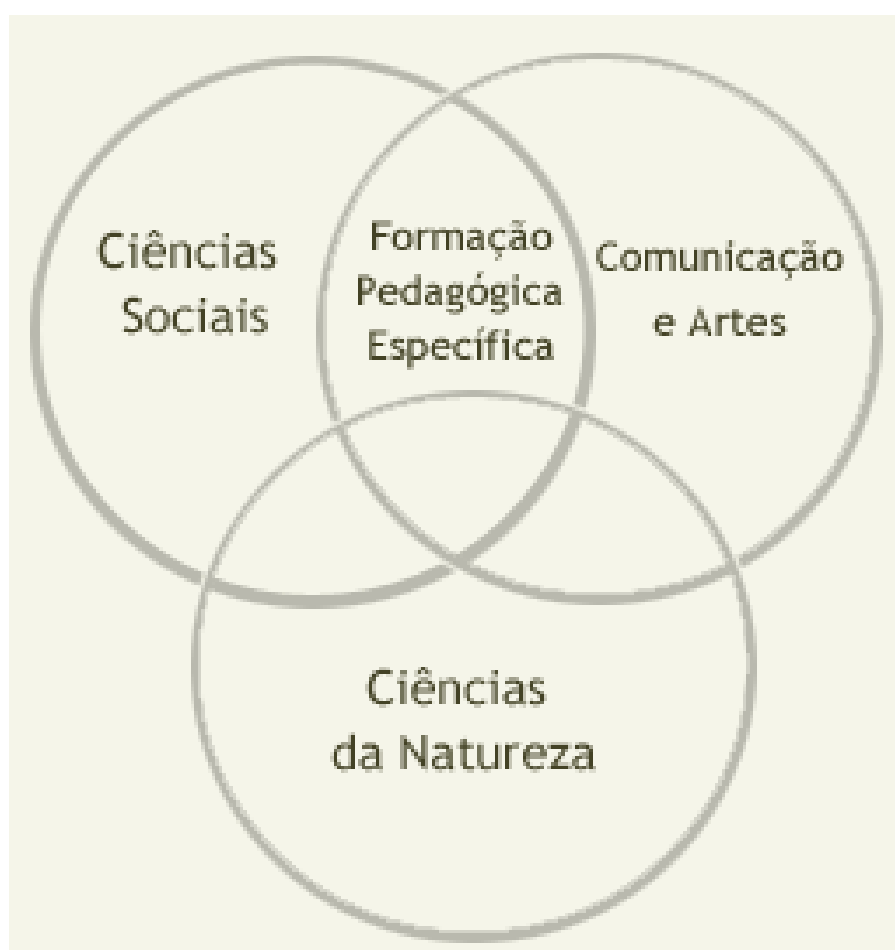 Ciências
Sociais
Formação
Pedagógica
Específica
Comunicação
e Artes
Ciências
da Natureza